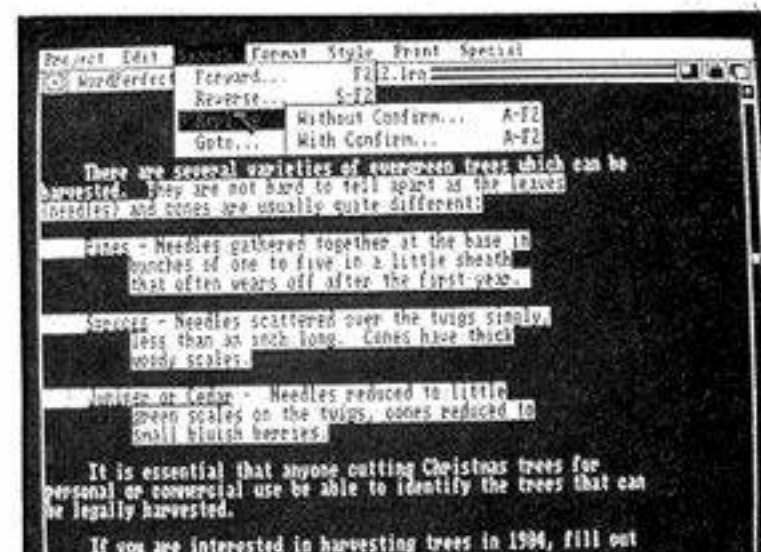 Project Edit Search Format Style Print Special
WordPerfect
Forward... F2
Reverse... S-F2
Without Confirm... A-F2
Goto... With Confirm... A-F2
There are several varieties of evergreen trees which can be
harvested. They are not hard to tell apart as the leaves
(needles) and cones are usually quite different:
Pines - Needles gathered together at the base in
bunches of one to five in a little sheath
that often wears off after the first year.
Spruces - Needles scattered over the twigs singly,
less than an inch long. Cones have thick
woody scales.
Juniper or Cedar - Needles reduced to little
green scales on the twigs, cones reduced to
small bluish berries.
It is essential that anyone cutting Christmas trees for
personal or commercial use be able to identify the trees that can
be legally harvested.
If you are interested in harvesting trees in 1984, fill out